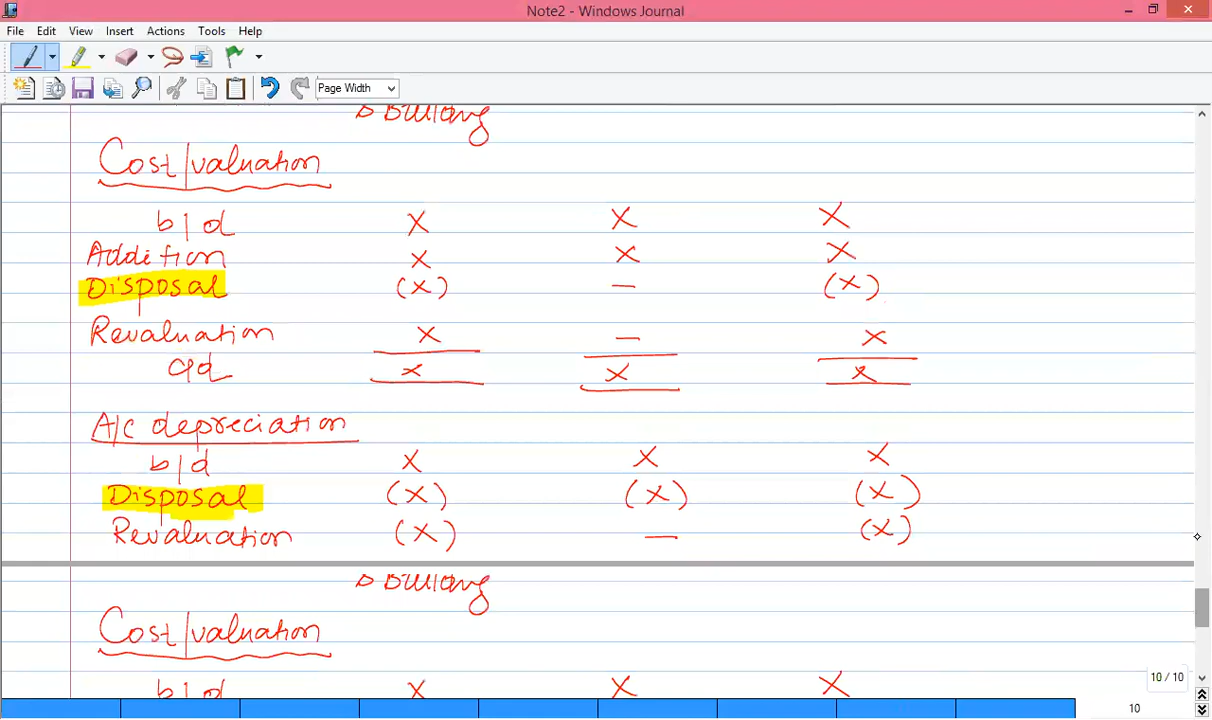 Note2 - Windows Journal
File Edit View Insert Actions Tools Help
Page Width
Building
Cost/valuation
b/d X X X
Addition X X X
Disposal (X) - (X)
Revaluation X - X
c/d X X X
A/c depreciation
b/d X X X
Disposal (X) (X) (X)
Revaluation (X) - (X)
Building
Cost/valuation
b/d X X X
10 / 10
10